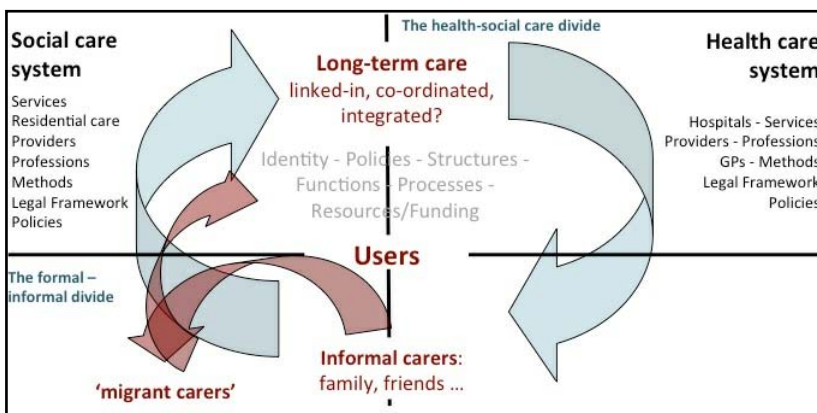 The health-social care divide
Social care
system
Services
Residential care
Providers
Professions
Methods
Legal Framework
Policies
Long-term care
linked-in, co-ordinated,
integrated?
Health care
system
Hospitals - Services
Providers - Professions
GPs - Methods
Legal Framework
Policies
Identity - Policies - Structures -
Functions - Processes -
Resources/Funding
Users
The formal –
informal divide
Informal carers:
family, friends ...
‘migrant carers’